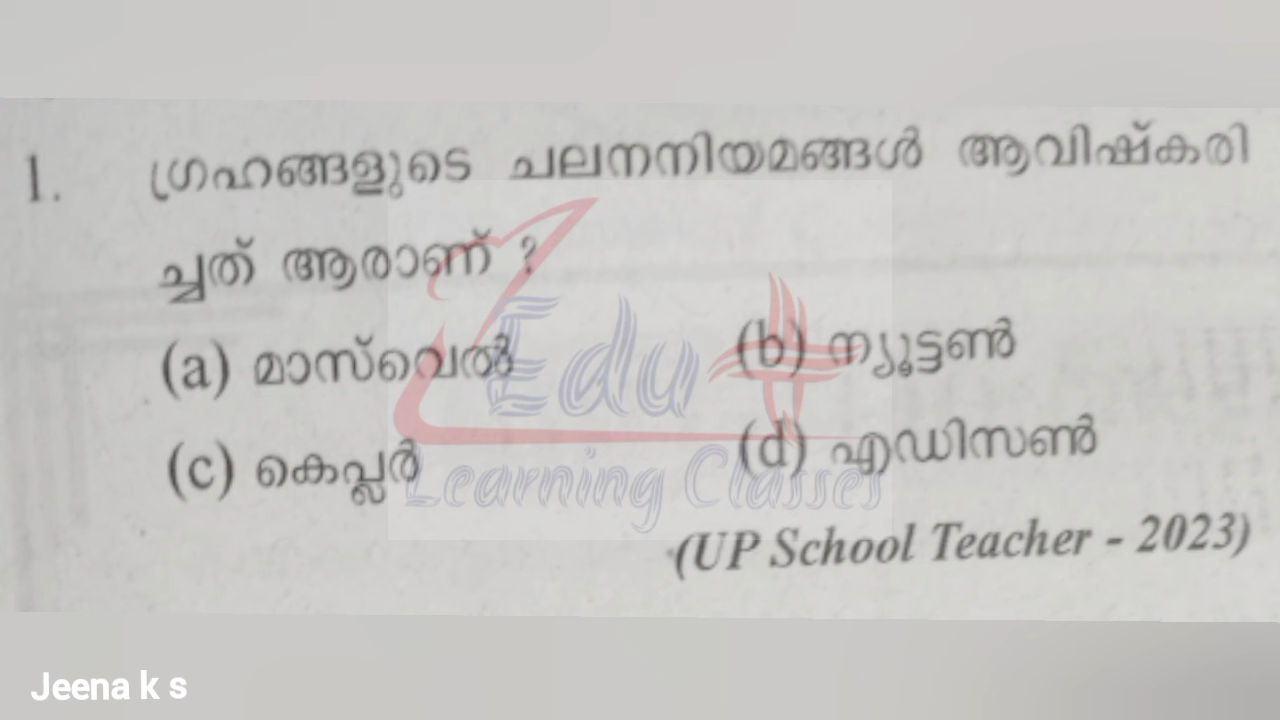 1. ഗ്രഹങ്ങളുടെ ചലനനിയമങ്ങൾ ആവിഷ്കരി
ച്ചത് ആരാണ് ?
(a) മാസ്‌വെൽ (b) ന്യൂട്ടൺ
(c) കെപ്ലർ (d) എഡിസൺ
(UP School Teacher - 2023)
Edu+
Learning Classes
Jeena k s